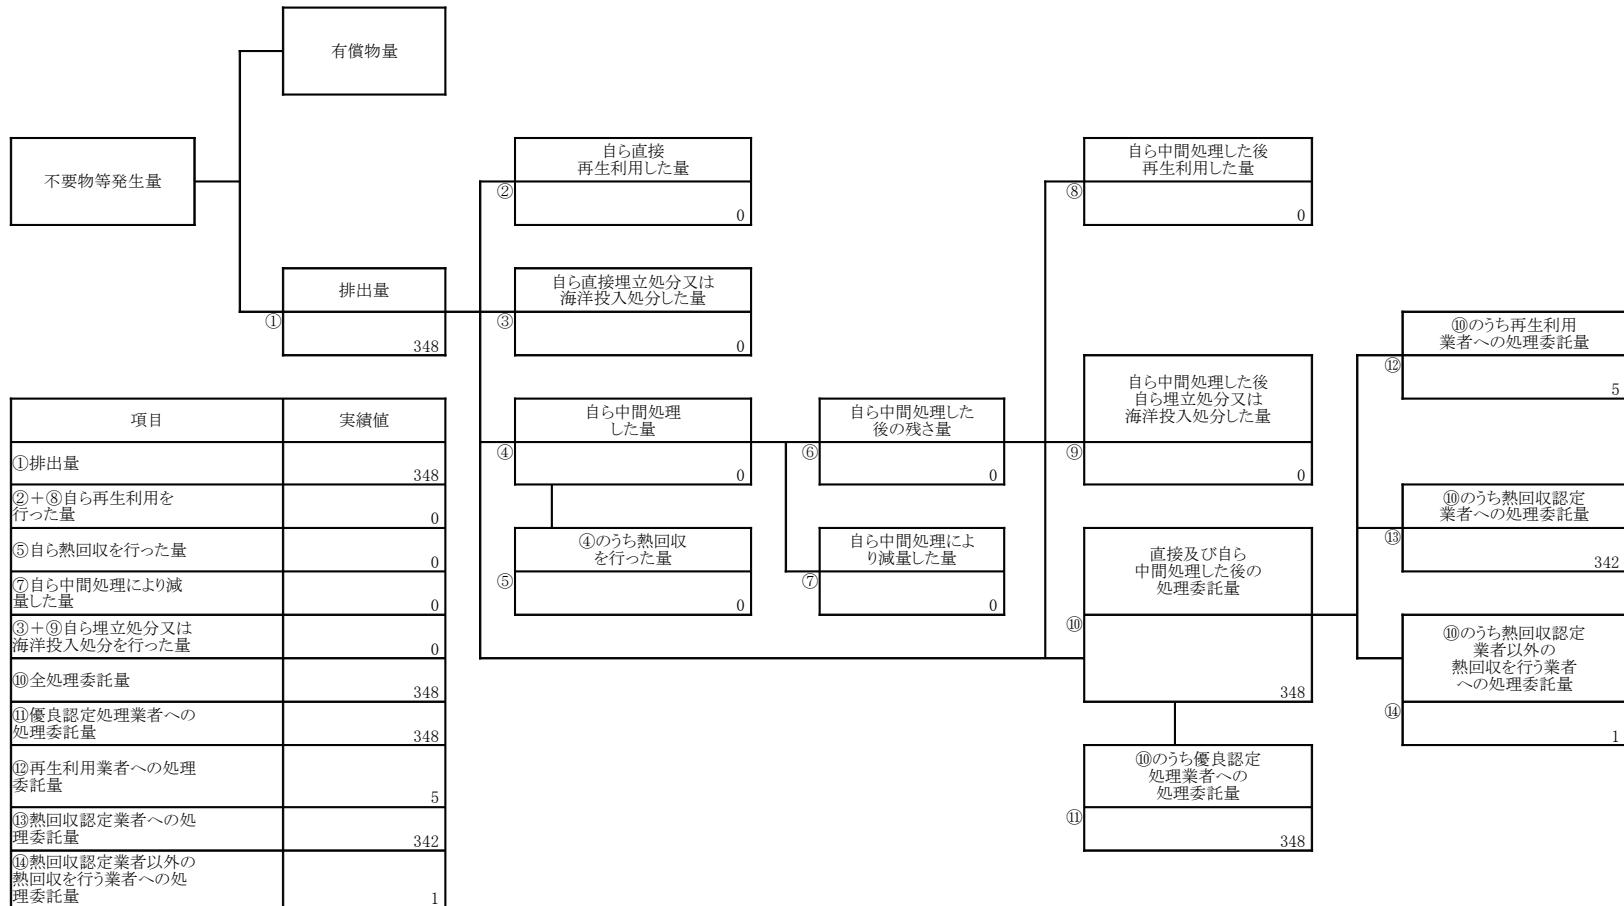 有償物量
不要物等発生量
自ら直接
再生利用した量
②
0
自ら中間処理した後
再生利用した量
⑧
0
排出量
①
348
自ら直接埋立処分又は
海洋投入処分した量
③
0
⑩のうち再生利用
業者への処理委託量
⑫
5
自ら中間処理
した量
④
0
自ら中間処理した
後の残さ量
⑥
0
自ら中間処理した後
自ら埋立処分又は
海洋投入処分した量
⑨
0
⑩のうち熱回収認定
業者への処理委託量
⑬
342
④のうち熱回収
を行った量
⑤
0
自ら中間処理によ
り減量した量
⑦
0
直接及び自ら
中間処理した後の
処理委託量
⑩
348
⑩のうち熱回収認定
業者以外の
熱回収を行う業者
への処理委託量
⑭
1
⑩のうち優良認定
処理業者への
処理委託量
⑪
348
項目 実績値
①排出量
348
②+⑧自ら再生利用を
行った量
0
⑤自ら熱回収を行った量
0
⑦自ら中間処理により減
量した量
0
③+⑨自ら埋立処分又は
海洋投入処分を行った量
0
⑩全処理委託量
348
⑪優良認定処理業者への
処理委託量
348
⑫再生利用業者への処理
委託量
5
⑬熱回収認定業者への処
理委託量
342
⑭熱回収認定業者以外の
熱回収を行う業者への処
理委託量
1